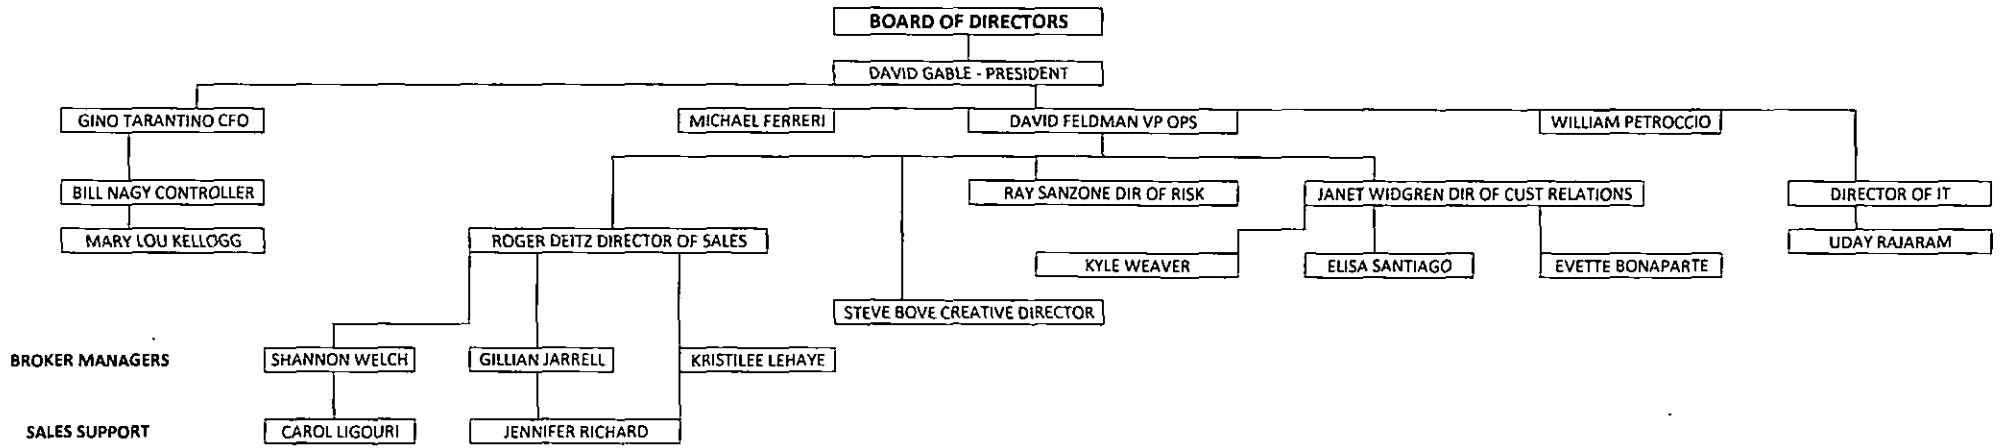 BOARD OF DIRECTORS
DAVID GABLE - PRESIDENT
GINO TARANTINO CFO
MICHAEL FERRERI
DAVID FELDMAN VP OPS
WILLIAM PETROCCIO
BILL NAGY CONTROLLER
RAY SANZONE DIR OF RISK
JANET WIDGREN DIR OF CUST RELATIONS
DIRECTOR OF IT
MARY LOU KELLOGG
ROGER DEITZ DIRECTOR OF SALES
UDAY RAJARAM
KYLE WEAVER
ELISA SANTIAGO
EVETTE BONAPARTE
STEVE BOVE CREATIVE DIRECTOR
BROKER MANAGERS
SHANNON WELCH
GILLIAN JARRELL
KRISTILEE LEHAYE
SALES SUPPORT
CAROL LIGOURI
JENNIFER RICHARD